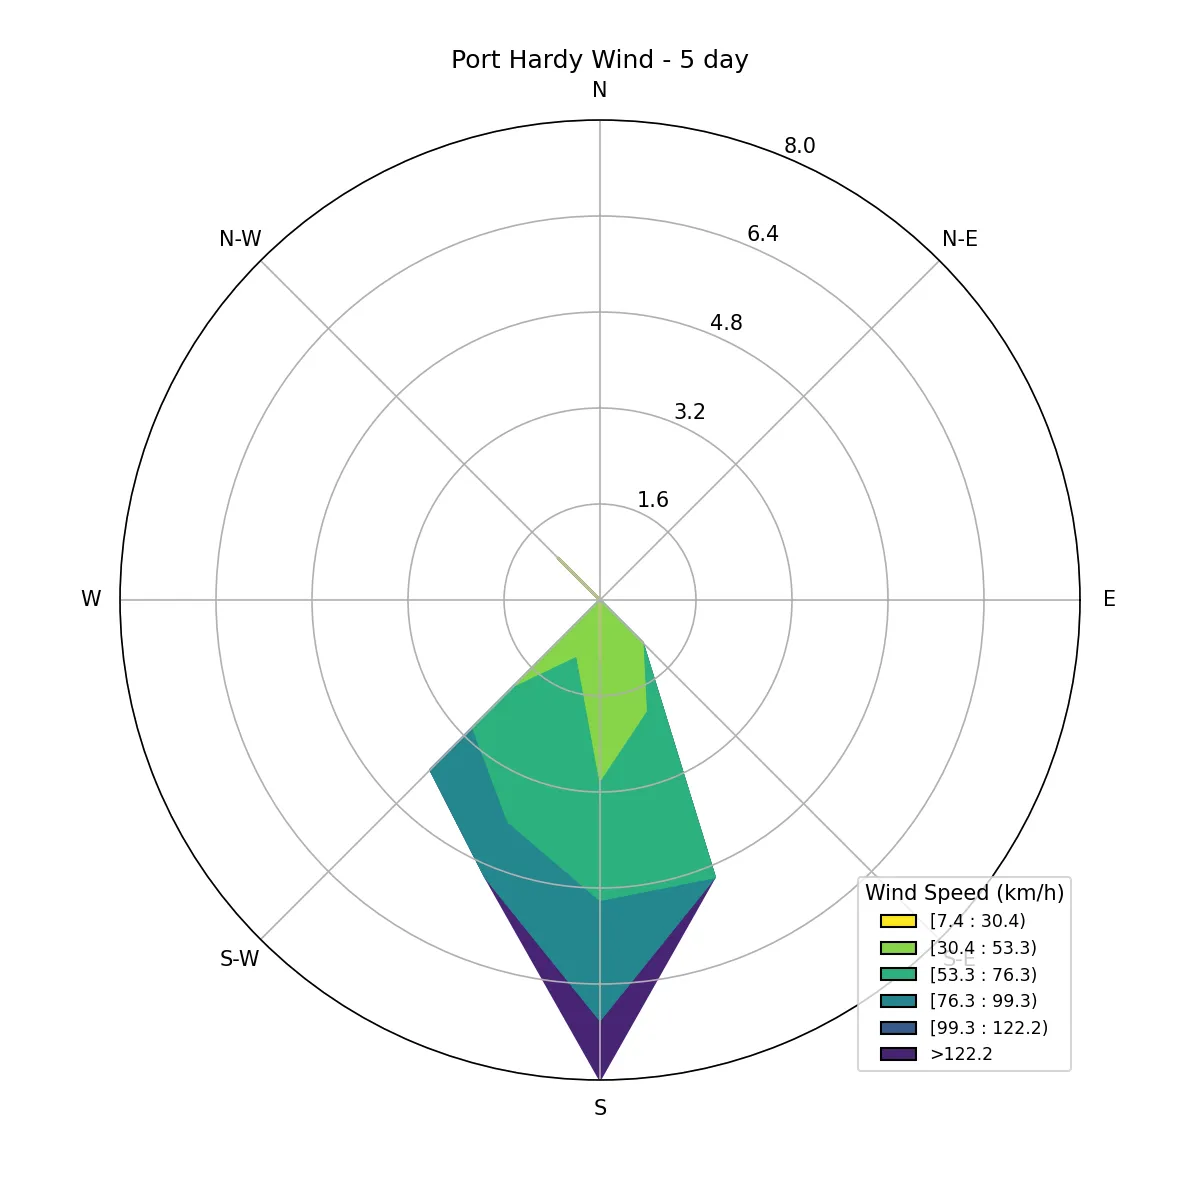 Port Hardy Wind - 5 day
N
8.0
N-W
6.4
N-E
4.8
3.2
1.6
W
E
S-W
S-E
Wind Speed (km/h)
[7.4 : 30.4)
[30.4 : 53.3)
[53.3 : 76.3)
[76.3 : 99.3)
[99.3 : 122.2)
>122.2
S